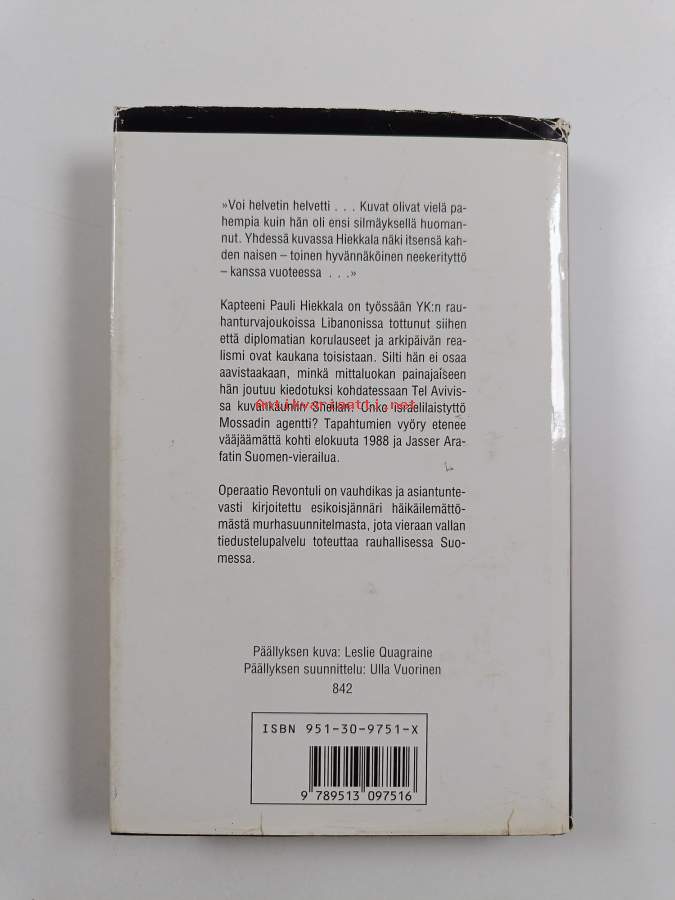 »Voi helvetin helvetti . . . Kuvat olivat vielä pa-
hempia kuin hän oli ensi silmäyksellä huoman-
nut. Yhdessä kuvassa Hiekkala näki itsensä kah-
den naisen – toinen hyvännäköinen neekerityttö
– kanssa vuoteessa . . .»
Kapteeni Pauli Hiekkala on työssään YK:n rau-
hanturvajoukoissa Libanonissa tottunut siihen
että diplomatian korulauseet ja arkipäivän rea-
lismi ovat kaukana toisistaan. Silti hän ei osaa
aavistaakaan, minkä mittaluokan painajaiseen
hän joutuu kiedotuksi kohdatessaan Tel Avivis-
Antikvariaatti.net
sa kuvankauniin Sheilan. Onko israelilaistyttö
Mossadin agentti? Tapahtumien vyöry etenee
vääjäämättä kohti elokuuta 1988 ja Jasser Ara-
fatin Suomen-vierailua.
Operaatio Revontuli on vauhdikas ja asiantunte-
vasti kirjoitettu esikoisjännäri häikäilemättö-
mästä murhasuunnitelmasta, jota vieraan vallan
tiedustelupalvelu toteuttaa rauhallisessa Suo-
messa.
Päällyksen kuva: Leslie Quagraine
Päällyksen suunnittelu: Ulla Vuorinen
842
ISBN 951-30-9751-X
9 789513 097516